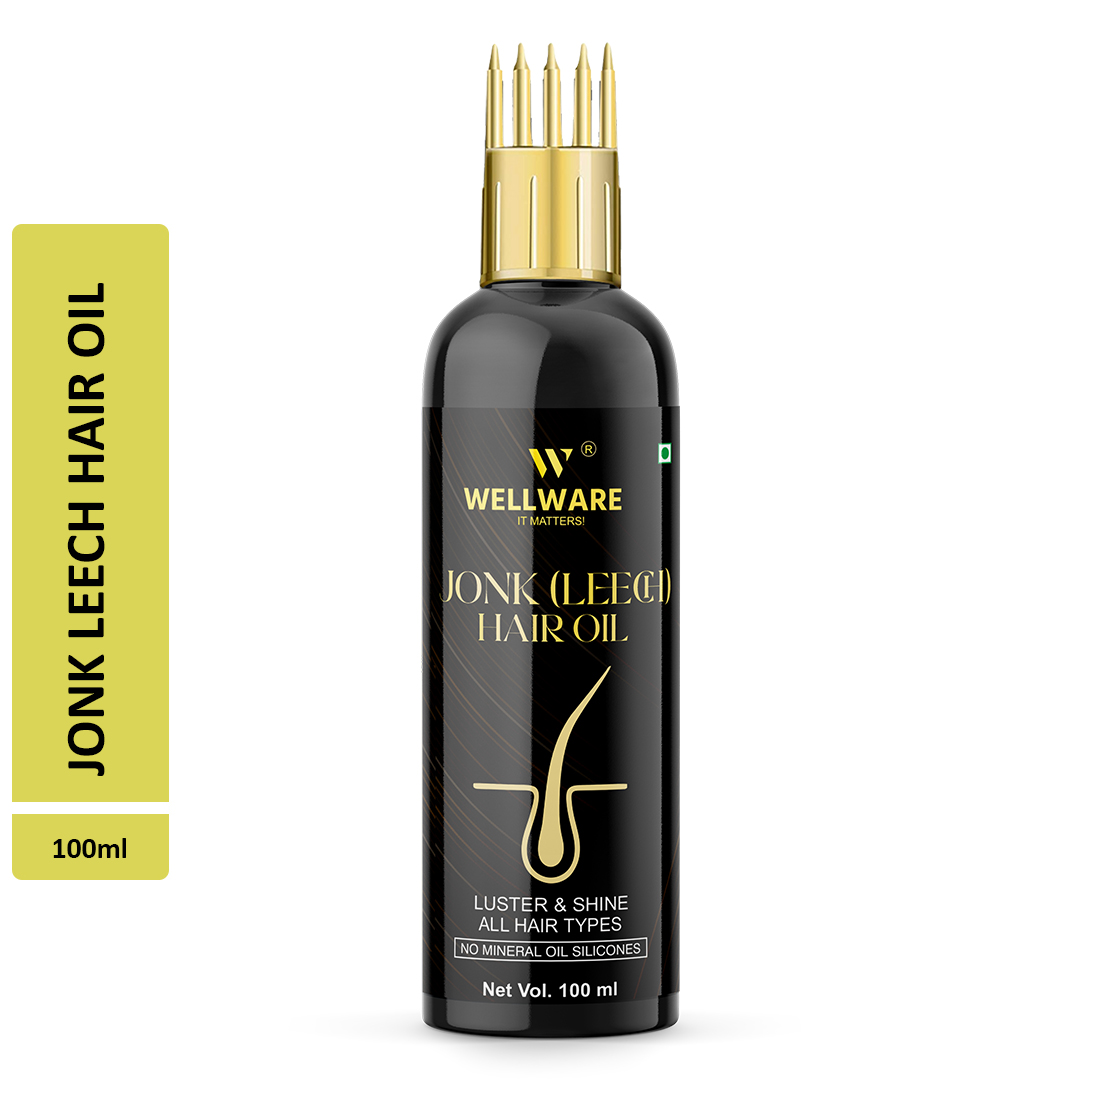 JONK LEECH HAIR OIL
100ml
W ®
WELLWARE
IT MATTERS!
JONK (LEECH)
HAIR OIL
LUSTER & SHINE
ALL HAIR TYPES
NO MINERAL OIL SILICONES
Net Vol. 100 ml